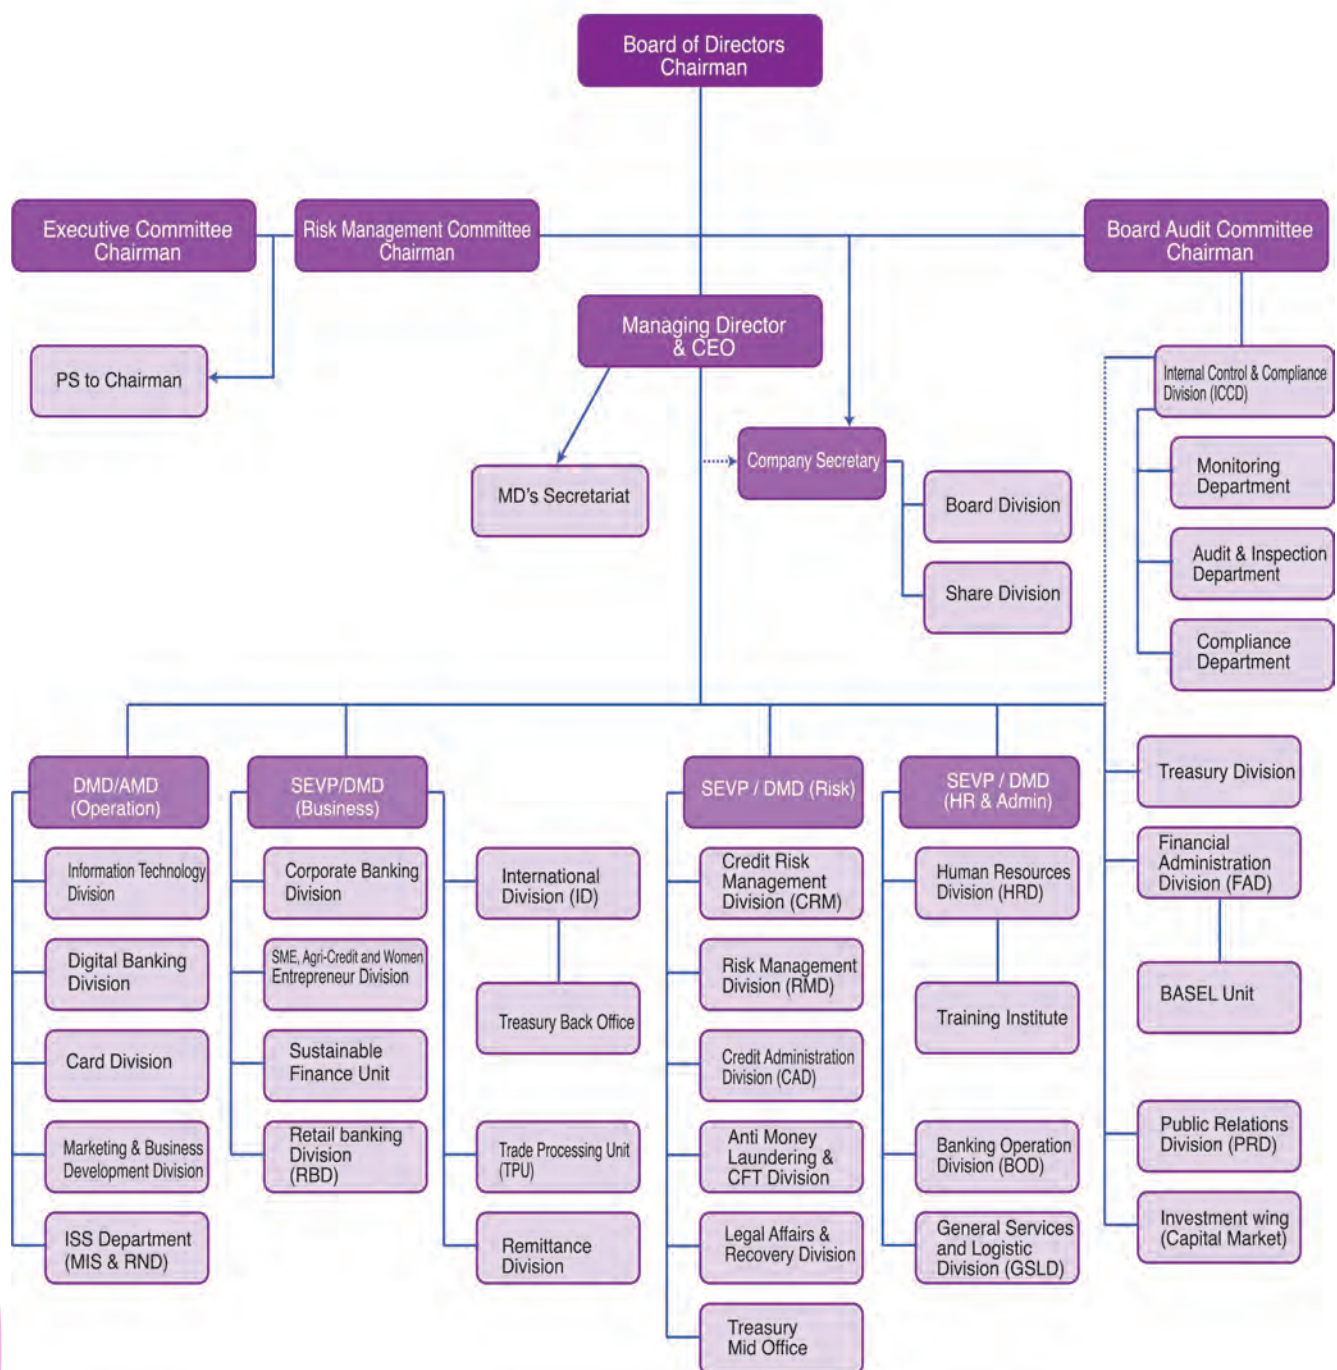 Board of Directors
Chairman
Executive Committee
Chairman
Risk Management Committee
Chairman
Board Audit Committee
Chairman
Managing Director
& CEO
PS to Chairman
Internal Control & Compliance
Division (ICCD)
MD's Secretariat
Company Secretary
Board Division
Share Division
Monitoring
Department
Audit & Inspection
Department
Compliance
Department
DMD/AMD
(Operation)
Information Technology
Division
Digital Banking
Division
Card Division
Marketing & Business
Development Division
ISS Department
(MIS & RND)
SEVP/DMD
(Business)
Corporate Banking
Division
SME, Agri-Credit and Women
Entrepreneur Division
Sustainable
Finance Unit
Retail banking
Division
(RBD)
International
Division (ID)
Treasury Back Office
Trade Processing Unit
(TPU)
Remittance
Division
SEVP / DMD (Risk)
Credit Risk
Management
Division (CRM)
Risk Management
Division (RMD)
Credit Administration
Division (CAD)
Anti Money
Laundering &
CFT Division
Legal Affairs &
Recovery Division
Treasury
Mid Office
SEVP / DMD
(HR & Admin)
Human Resources
Division (HRD)
Training Institute
Banking Operation
Division (BOD)
General Services
and Logistic
Division (GSLD)
Treasury Division
Financial
Administration
Division (FAD)
BASEL Unit
Public Relations
Division (PRD)
Investment wing
(Capital Market)